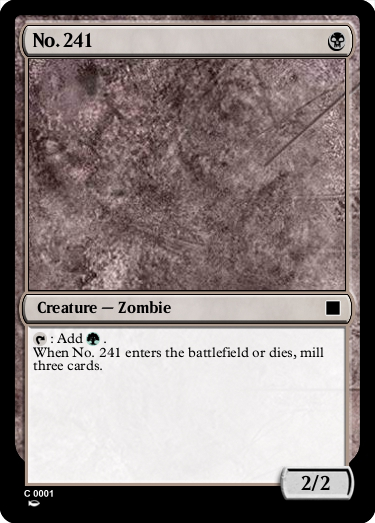 No. 241
Creature — Zombie
: Add .
When No. 241 enters the battlefield or dies, mill
three cards.
2/2
C 0001